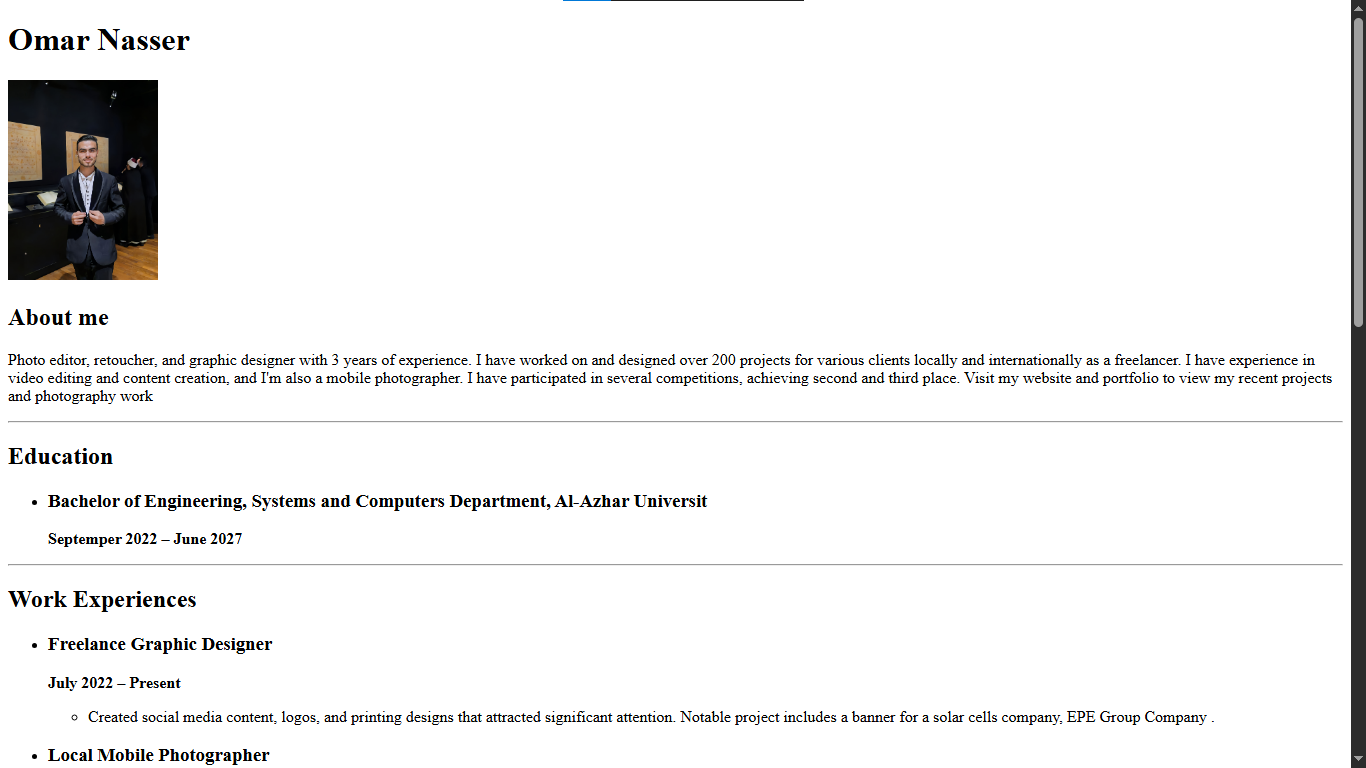 Omar Nasser
About me
Photo editor, retoucher, and graphic designer with 3 years of experience. I have worked on and designed over 200 projects for various clients locally and internationally as a freelancer. I have experience in
video editing and content creation, and I'm also a mobile photographer. I have participated in several competitions, achieving second and third place. Visit my website and portfolio to view my recent projects
and photography work
Education
• Bachelor of Engineering, Systems and Computers Department, Al-Azhar Universit
Septemper 2022 – June 2027
Work Experiences
• Freelance Graphic Designer
July 2022 – Present
◦ Created social media content, logos, and printing designs that attracted significant attention. Notable project includes a banner for a solar cells company, EPE Group Company .
• Local Mobile Photographer